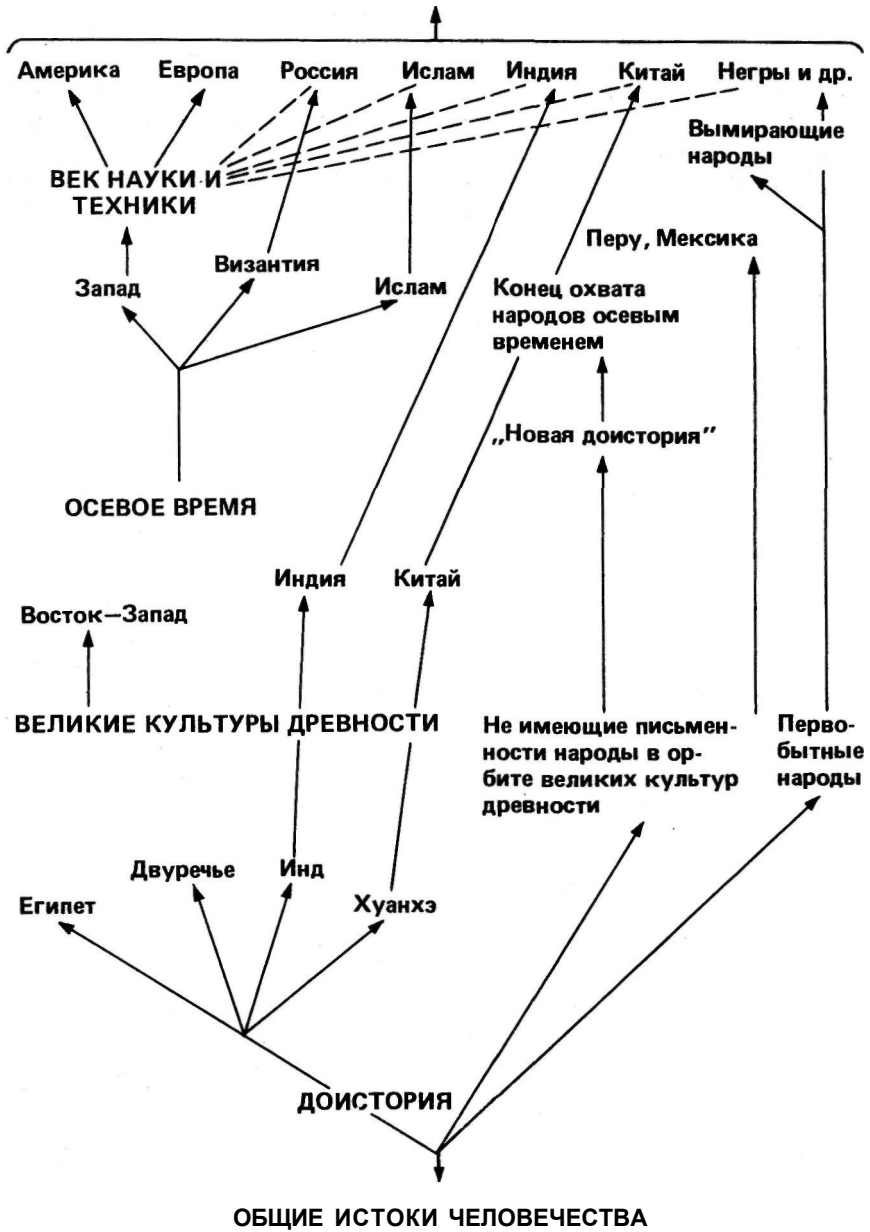 Америка Европа Россия Ислам Индия Китай Негры и др.
Вымирающие
народы
ВЕК НАУКИ И
ТЕХНИКИ
Перу, Мексика
Византия
Запад
Ислам
Конец охвата
народов осевым
временем
„Новая доистория”
ОСЕВОЕ ВРЕМЯ
Индия Китай
Восток—Запад
ВЕЛИКИЕ КУЛЬТУРЫ ДРЕВНОСТИ
Не имеющие письмен-
ности народы в ор-
бите великих культур
древности
Перво-
бытные
народы
Двуречье
Инд
Египет
Хуанхэ
ДОИСТОРИЯ
ОБЩИЕ ИСТОКИ ЧЕЛОВЕЧЕСТВА